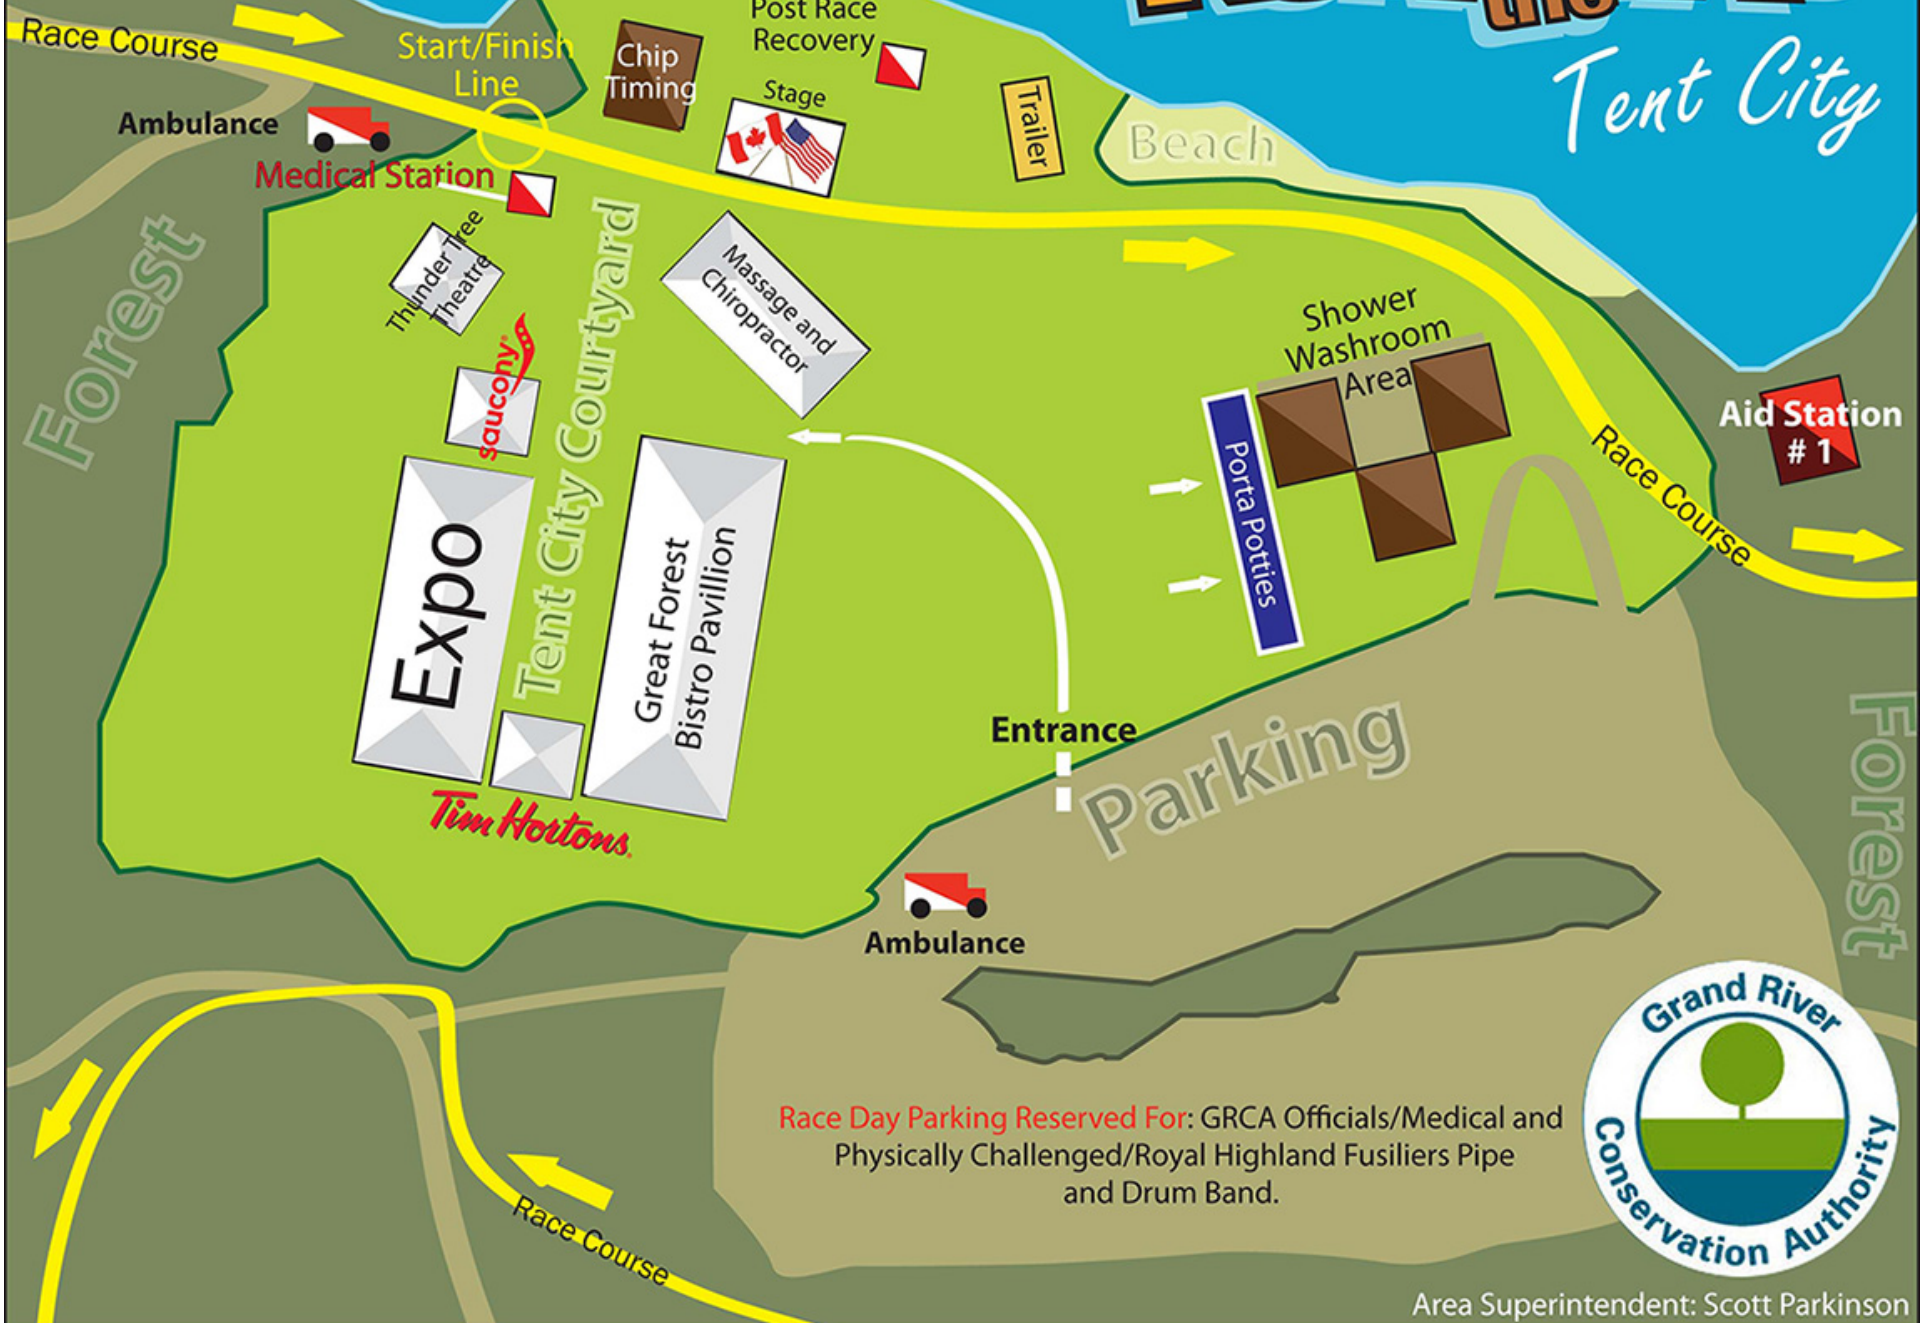 the
Tent City
Post Race
Recovery
Race Course
Start/Finish
Line
Chip
Timing
Stage
Trailer
Beach
Ambulance
Medical Station
Thunder Tree
Theatre
Massage and
Chiropractor
Forest
saucony
Tent City Courtyard
Shower
Washroom
Area
Porta Potties
Aid Station
# 1
Race Course
Expo
Great Forest
Bistro Pavillion
Entrance
Parking
Tim Hortons
Forest
Ambulance
Race Day Parking Reserved For: GRCA Officials/Medical and
Physically Challenged/Royal Highland Fusiliers Pipe
and Drum Band.
Race Course
Grand River
Conservation Authority
Area Superintendent: Scott Parkinson